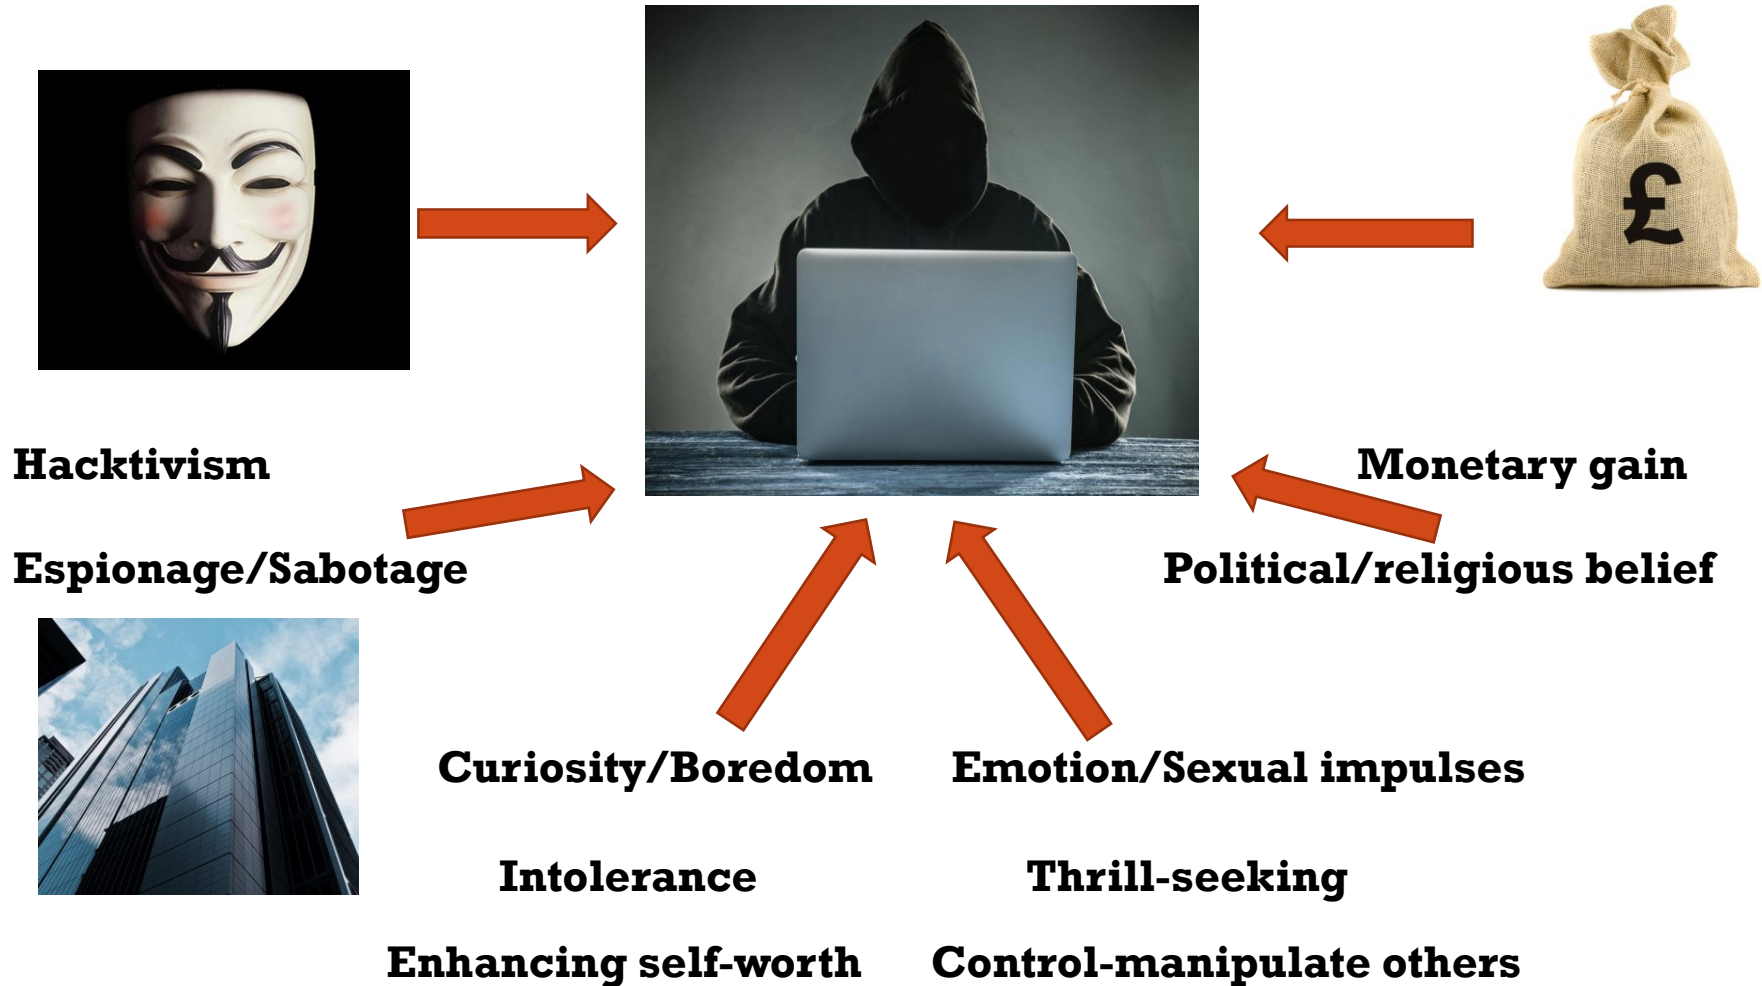 £
Hacktivism
Monetary gain
Espionage/Sabotage
Political/religious belief
Curiosity/Boredom
Emotion/Sexual impulses
Intolerance
Thrill-seeking
Enhancing self-worth
Control-manipulate others